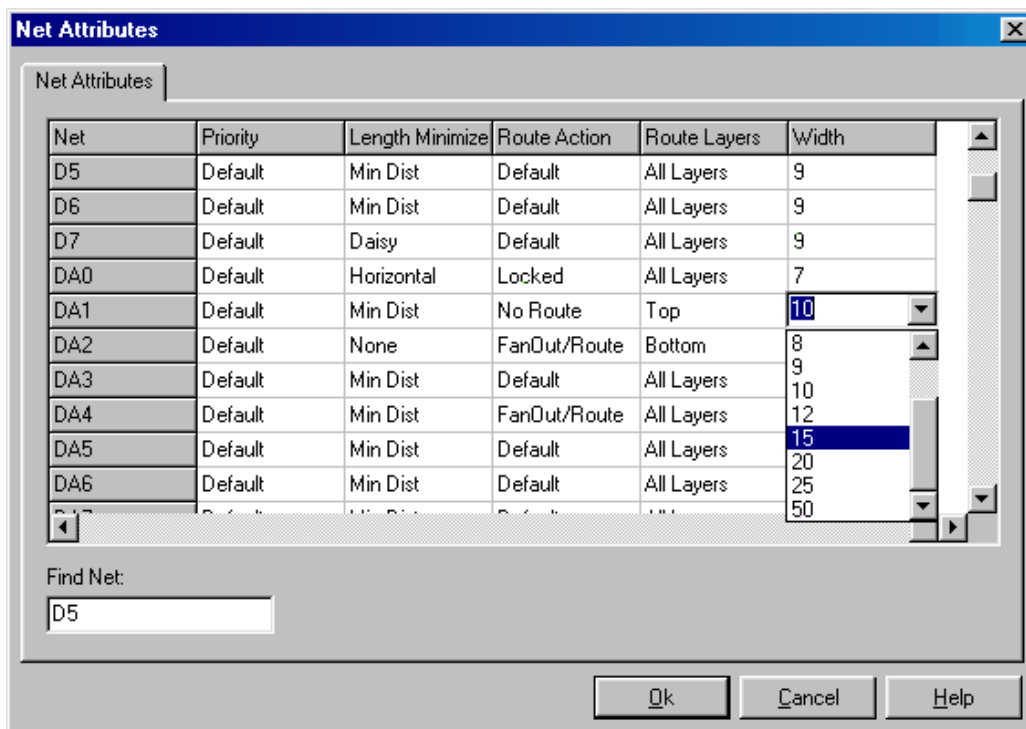 Net Attributes
Net Attributes
Net Priority Length Minimize Route Action Route Layers Width
D5 Default Min Dist Default All Layers 9
D6 Default Min Dist Default All Layers 9
D7 Default Daisy Default All Layers 9
DA0 Default Horizontal Locked All Layers 7
DA1 Default Min Dist No Route Top 10
DA2 Default None FanOut/Route Bottom 8
9
DA3 Default Min Dist Default All Layers 10
DA4 Default Min Dist FanOut/Route All Layers 12
DA5 Default Min Dist Default All Layers 15
20
DA6 Default Min Dist Default All Layers 25
50
Find Net:
D5
Ok Cancel Help